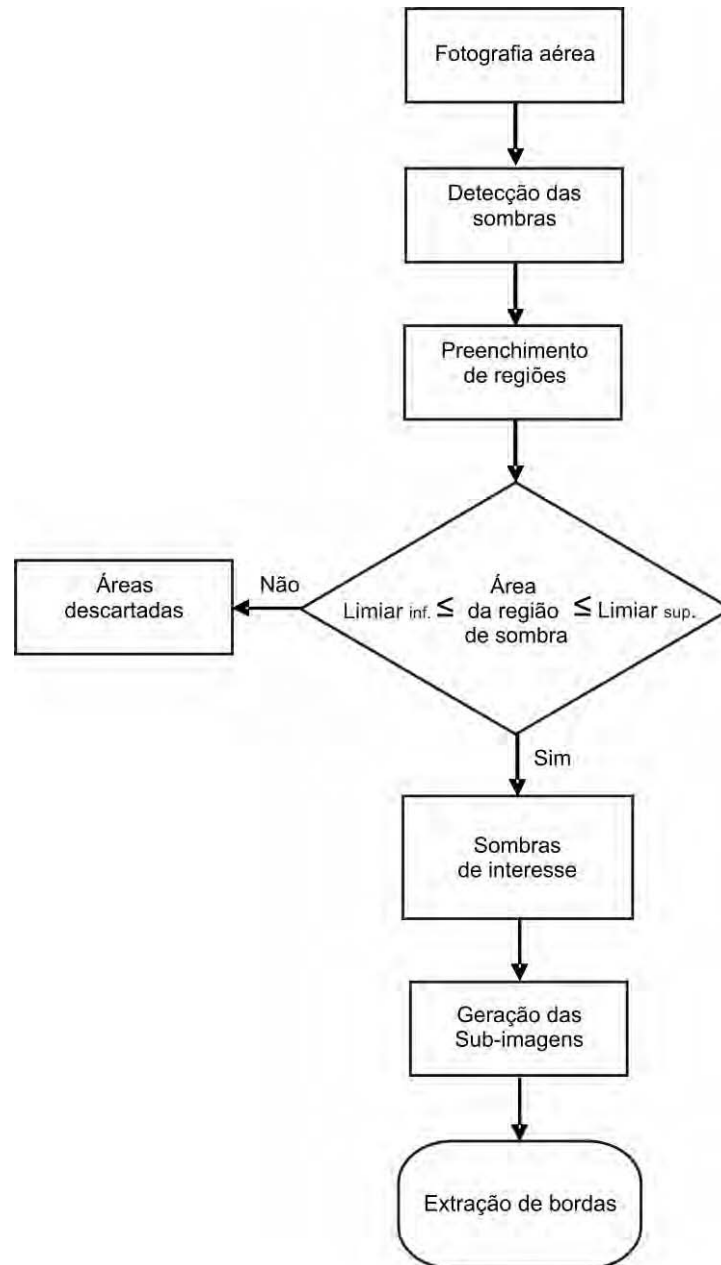 Fotografia aérea
Detecção das
sombras
Preenchimento
de regiões
Áreas
descartadas
Não
Limiar inf. ≤ Área da região de sombra ≤ Limiar sup.
Sim
Sombras
de interesse
Geração das
Sub-imagens
Extração de bordas